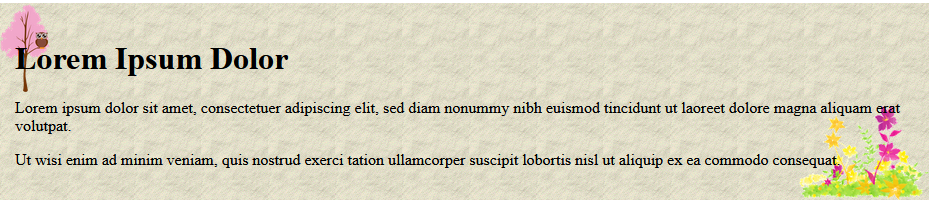 Lorem Ipsum Dolor
Lorem ipsum dolor sit amet, consectetuer adipiscing elit, sed diam nonummy nibh euismod tincidunt ut laoreet dolore magna aliquam erat
volutpat.
Ut wisi enim ad minim veniam, quis nostrud exerci tation ullamcorper suscipit lobortis nisl ut aliquip ex ea commodo consequat.